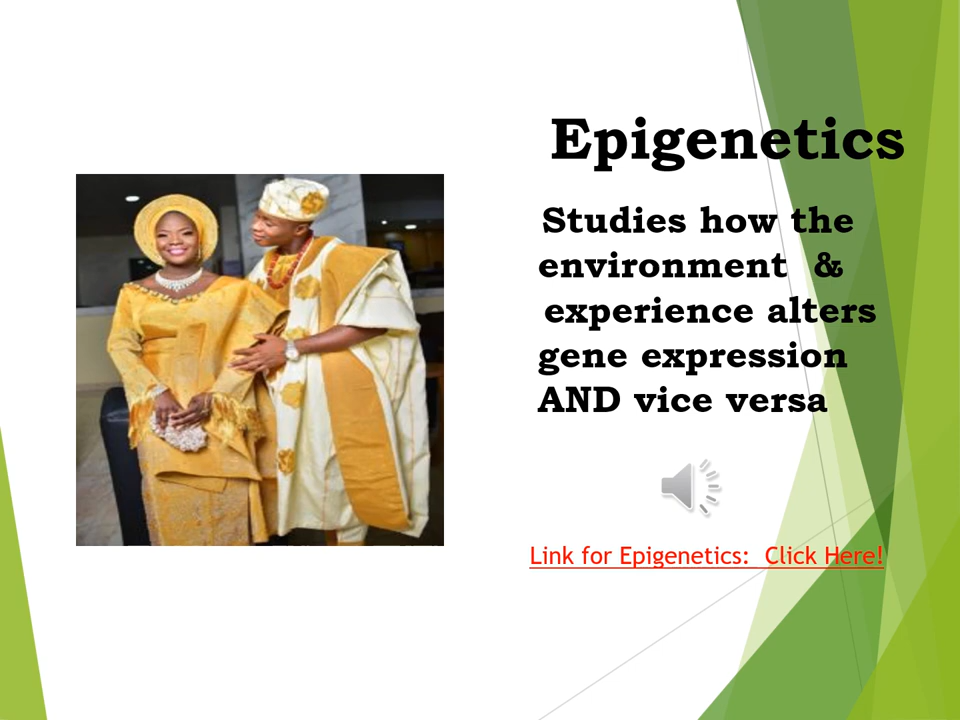 Epigenetics
Studies how the
environment  &
experience alters
gene expression
AND vice versa
Link for Epigenetics:  Click Here!